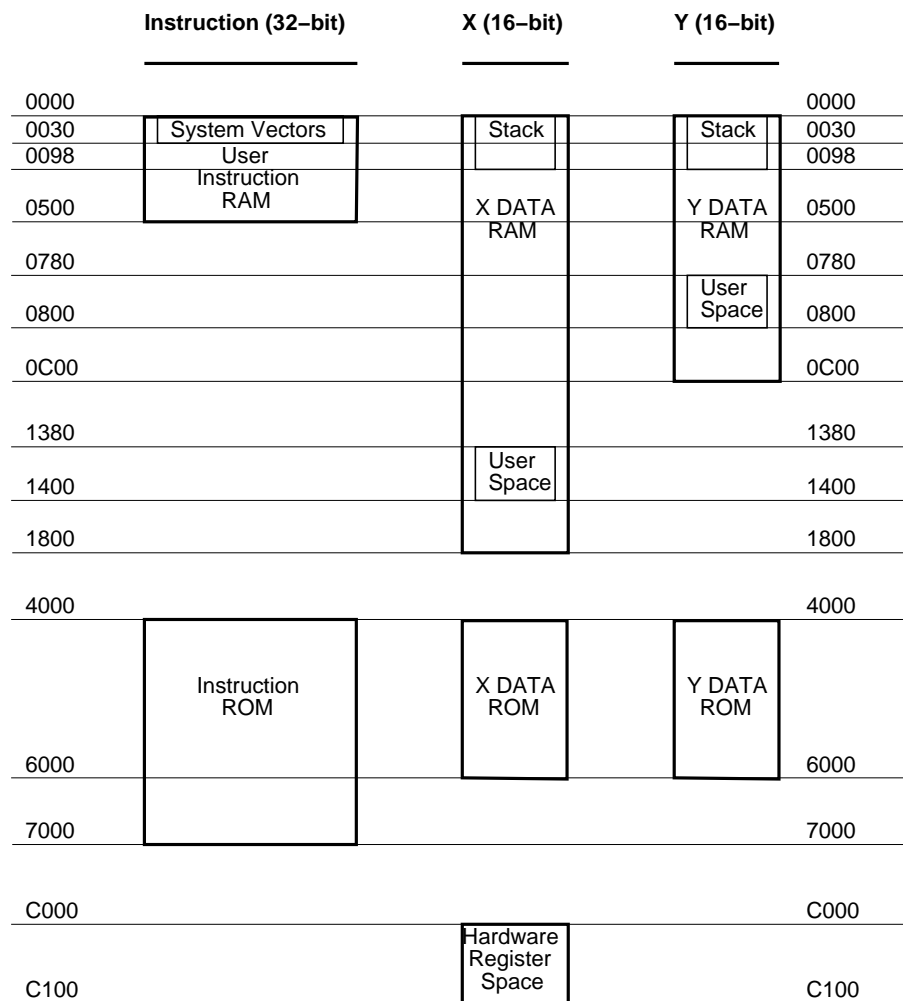 Instruction (32–bit) X (16–bit) Y (16–bit)
0000 0000
0030 System Vectors Stack Stack 0030
0098 User 0098
Instruction
RAM
0500 X DATA Y DATA 0500
RAM RAM
0780 0780
User
0800 Space 0800
0C00 0C00
1380 1380
User
1400 Space 1400
1800 1800
4000 4000
Instruction X DATA Y DATA
ROM ROM ROM
6000 6000
7000 7000
C000 C000
Hardware
Register
Space
C100 C100